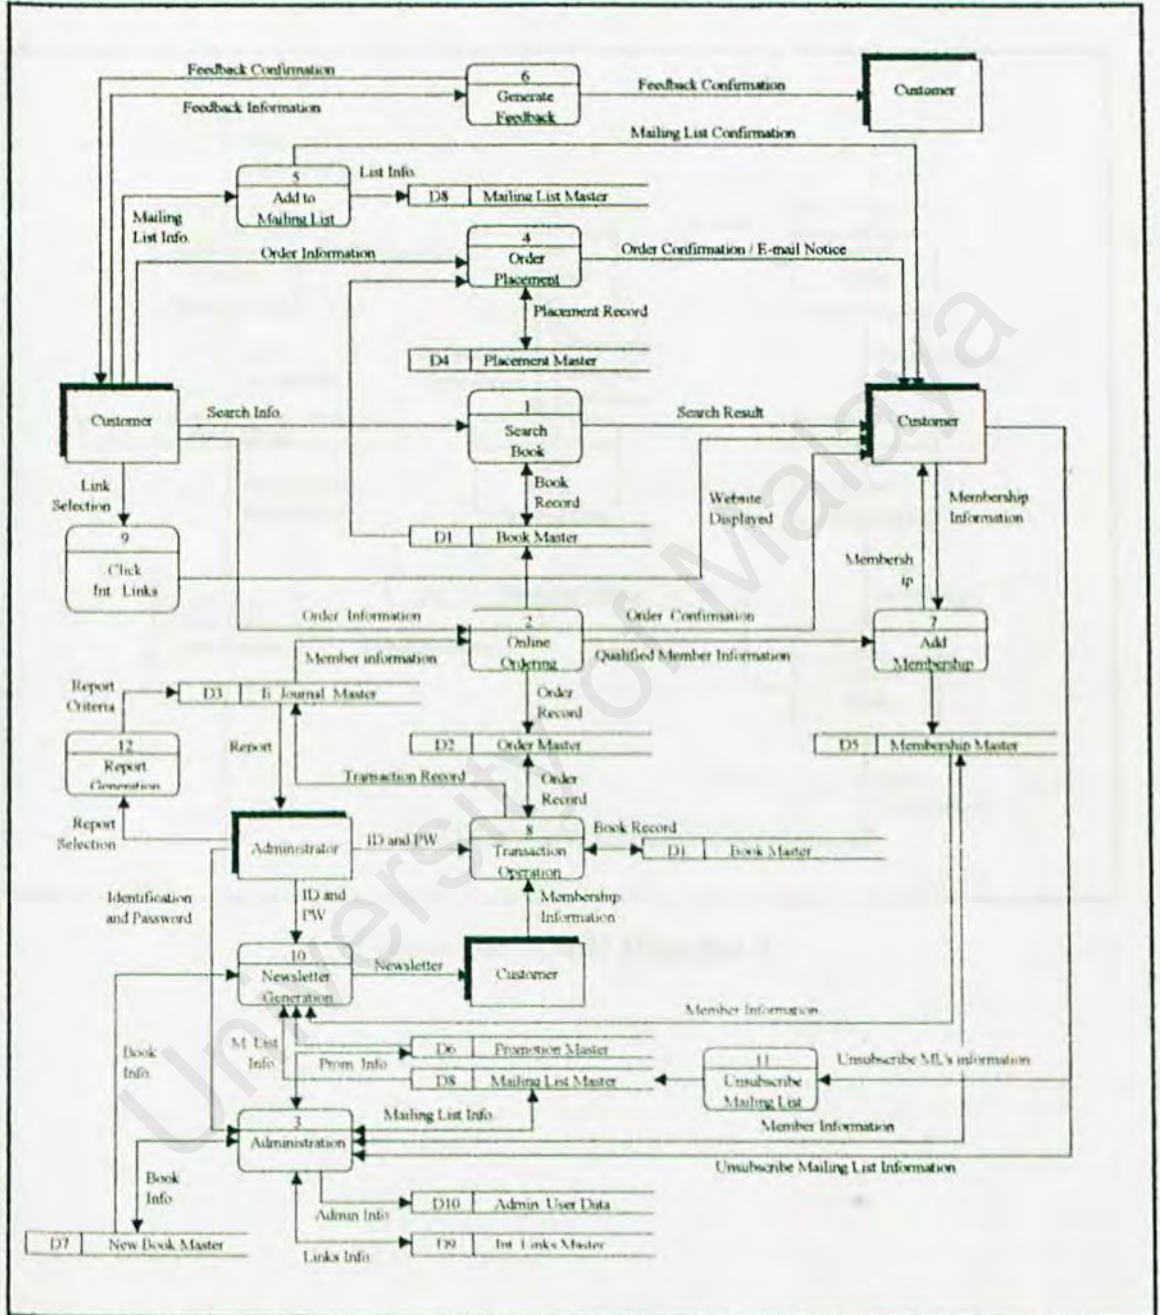 Feedback Confirmation
Feedback Information
6
Generate
Feedback
Feedback Confirmation
Customer
Mailing List Confirmation
5
Add to
Mailing List
List Info.
D8 Mailing List Master
Mailing
List Info.
Order Information
4
Order
Placement
Order Confirmation / E-mail Notice
Placement Record
D4 Placement Master
Customer
Search Info.
1
Search
Book
Search Result
Customer
Link
Selection
Book
Record
Website
Displayed
Membership
Information
9
Click
Int. Links
D1 Book Master
Membersh
ip
Order Information
2
Online
Ordering
Order Confirmation
7
Add
Membership
Member information
Qualified Member Information
Report
Criteria
D3 Journal Master
Order
Record
12
Report
Generation
Report
D2 Order Master
D5 Membership Master
Transaction Record
Order
Record
Report
Selection
Administrator
ID and PW
8
Transaction
Operation
Book Record
D1 Book Master
Identification
and Password
ID and
PW
Membership
Information
10
Newsletter
Generation
Newsletter
Customer
Member Information
Book
Info.
M. List
Info.
Prom. Info
D6 Promotion Master
D8 Mailing List Master
11
Unsubscribe
Mailing List
Unsubscribe ML's information
Mailing List Info.
3
Administration
Member Information
Unsubscribe Mailing List Information
Book
Info
Admin Info
D10 Admin. User Data
D7 New Book Master
Links Info
D9 Int. Links Master
University of Malaya